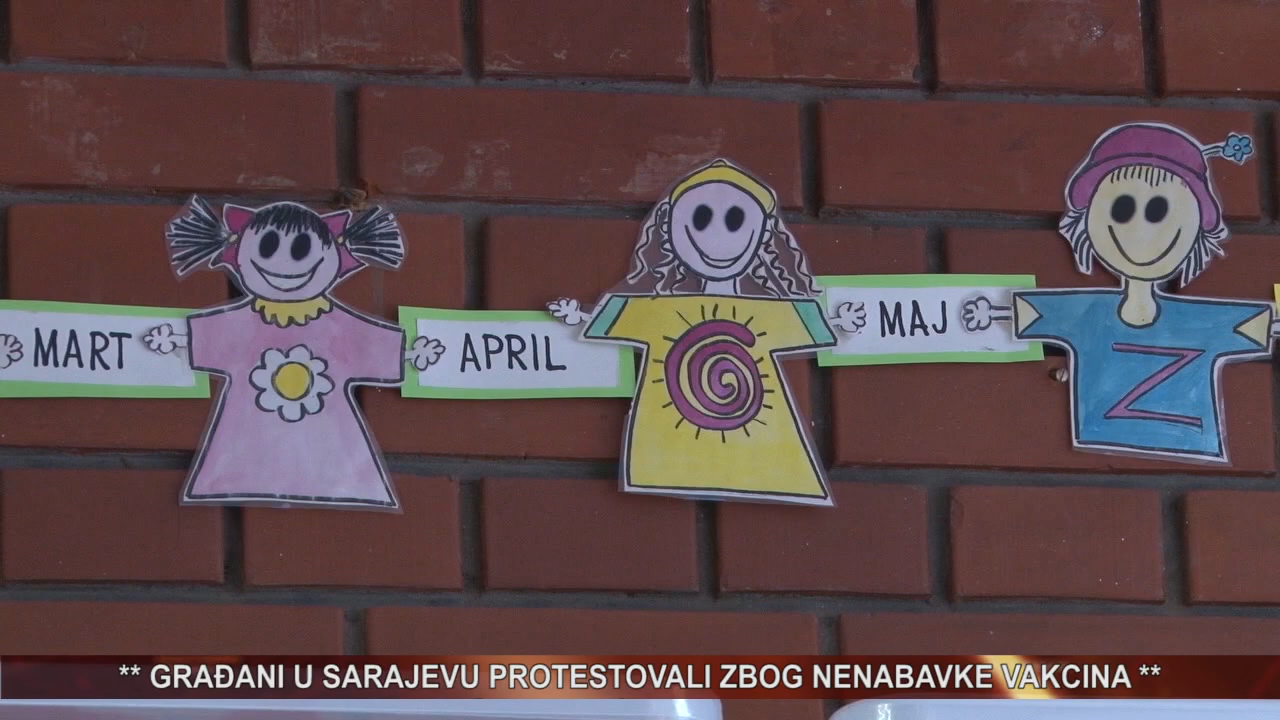 MART
APRIL
MAJ
Z
** GRAĐANI U SARAJEVU PROTESTOVALI ZBOG NENABAVKE VAKCINA **